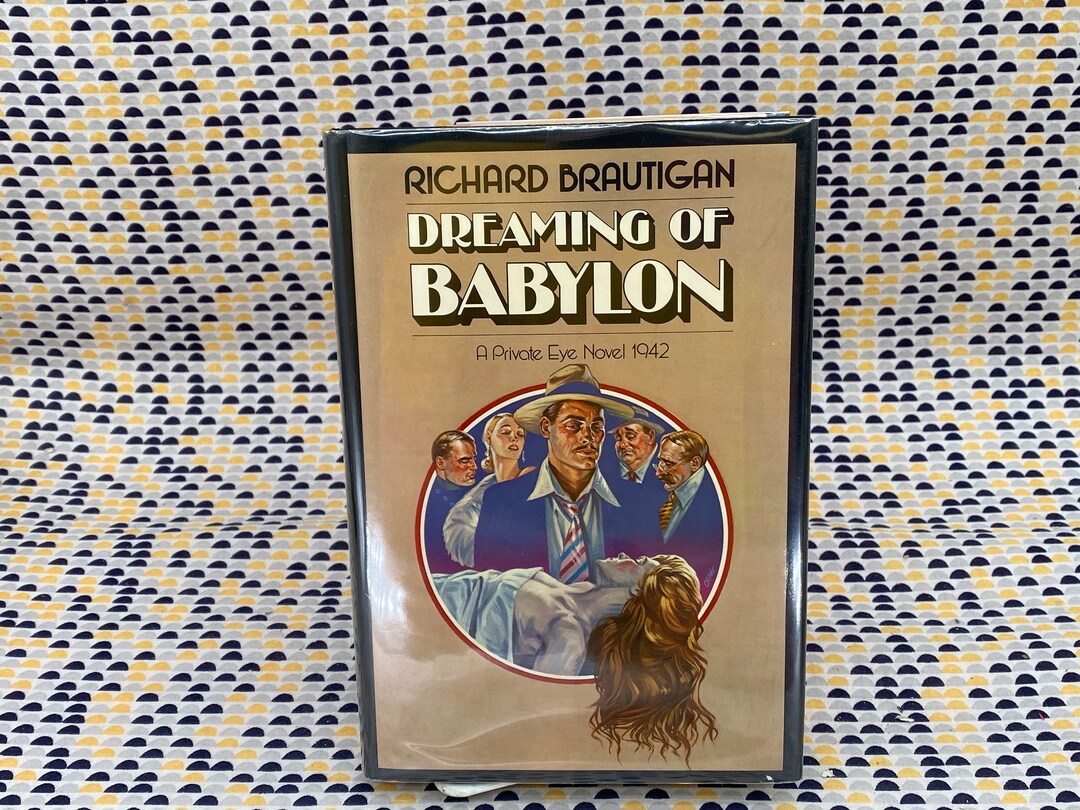 RICHARD BRAUTIGAN
DREAMING OF
BABYLON
A Private Eye Novel 1942